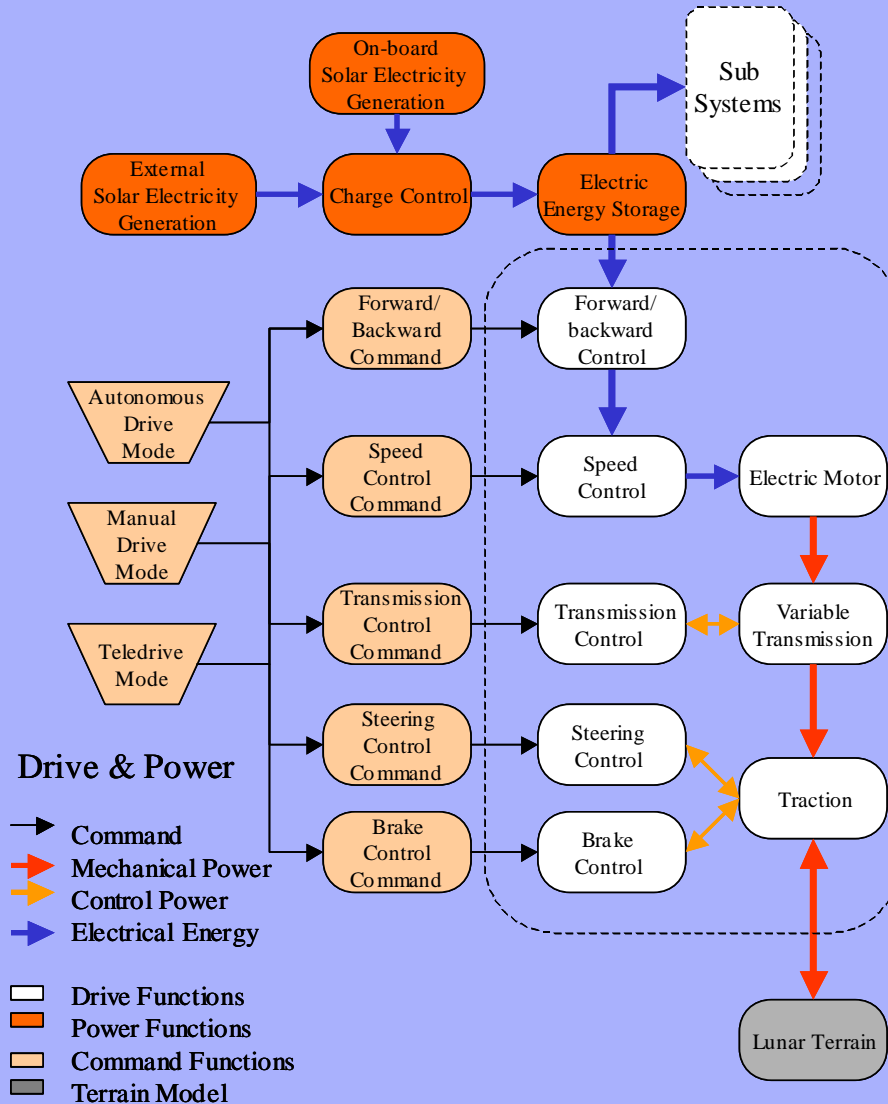 On-board
Solar Electricity
Generation
Sub
Systems
External
Solar Electricity
Generation
Charge Control
Electric
Energy Storage
Forward/
Backward
Command
Forward/
backward
Control
Autonomous
Drive
Mode
Speed
Control
Command
Speed
Control
Electric Motor
Manual
Drive
Mode
Transmission
Control
Command
Transmission
Control
Variable
Transmission
Teledrive
Mode
Steering
Control
Command
Steering
Control
Traction
Brake
Control
Command
Brake
Control
Lunar Terrain
Drive & Power
Command
Mechanical Power
Control Power
Electrical Energy
Drive Functions
Power Functions
Command Functions
Terrain Model